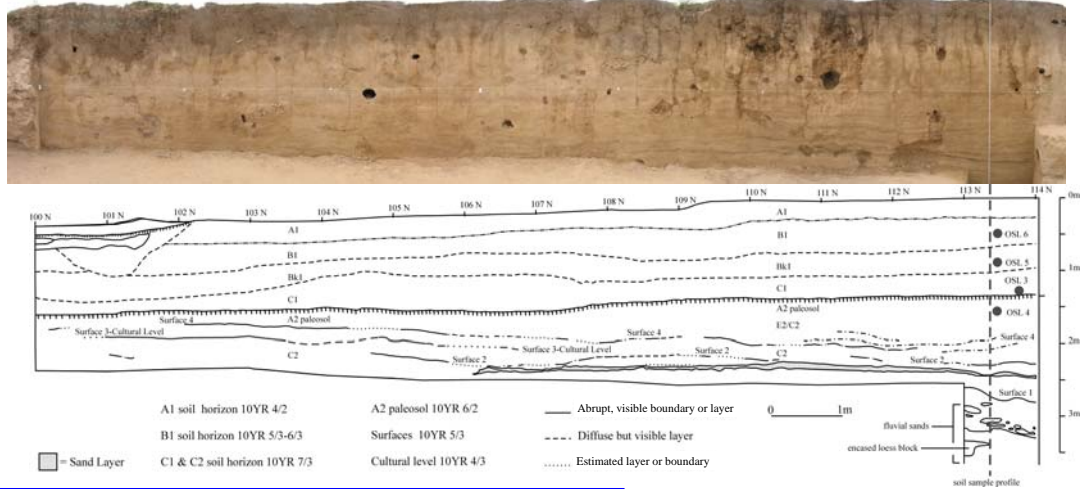 100 N 101 N 102 N 103 N 104 N 105 N 106 N 107 N 108 N 109 N 110 N 111 N 112 N 113 N 114 N
0m
A1 A1
B1 OSL 6
B1 Bk1 OSL 5
Bk1 1m
C1 C1 OSL 3
A2 paleosol OSL 4
Surface 4 A2 paleosol E2/C2
Surface 3-Cultural Level Surface 4 Surface 4
2m
C2 Surface 3-Cultural Level C2
Surface 2 Surface 2 Surface 2
Surface 1
A1 soil horizon 10YR 4/2 A2 paleosol 10YR 6/2 Abrupt, visible boundary or layer 0 1m
3m
fluvial sands
B1 soil horizon 10YR 5/3-6/3 Surfaces 10YR 5/3 Diffuse but visible layer
encased loess block
= Sand Layer C1 & C2 soil horizon 10YR 7/3 Cultural level 10YR 4/3 Estimated layer or boundary
soil sample profile